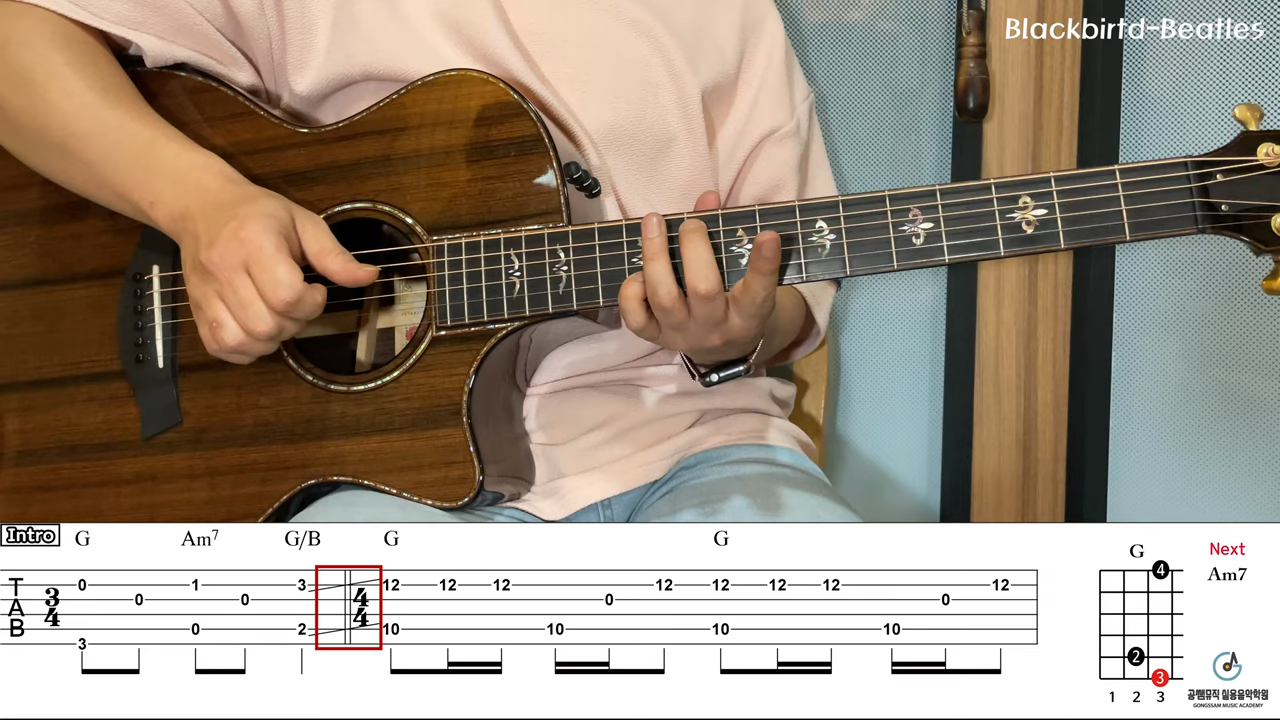 Blackbirtd-Beatles
Intro G Am7 G/B G G
T A B
3 4
4 4
0 1 3 12 12 12 12 12 12 12 12
0 0 0 0
0 2 10 10 10 10
3
G
Next
Am7
4
2
3
1 2 3
공쌤뮤직 실용음악학원
GONGSSAM MUSIC ACADEMY